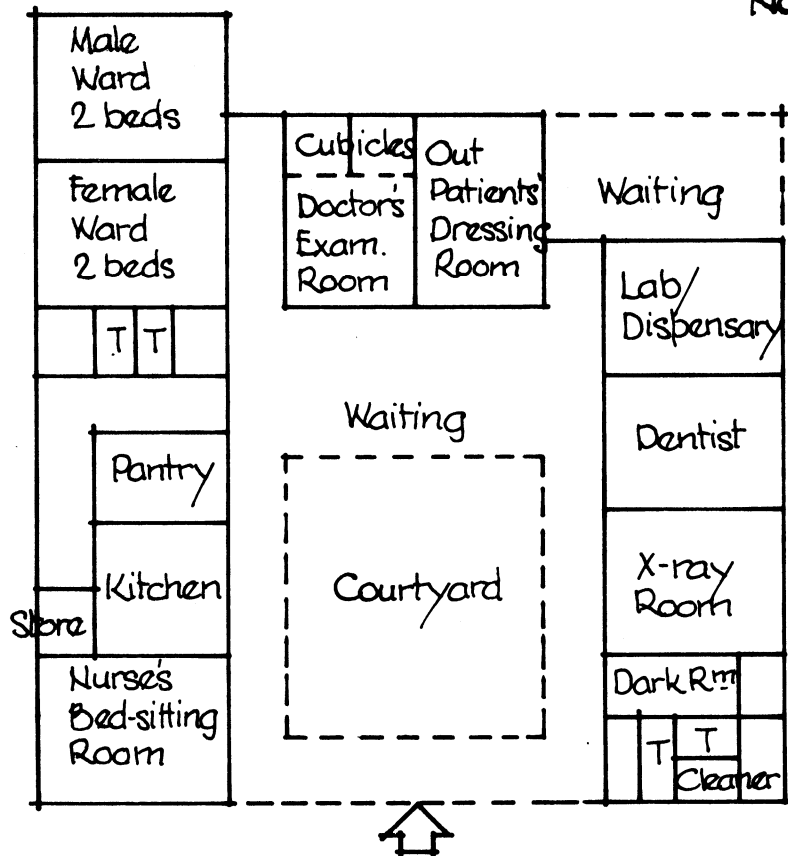 Male
Ward
2 beds
Female
Ward
2 beds
T T
Pantry
Kitchen
Store
Nurse's
Bed-sitting
Room
Cubicles
Doctor's
Exam.
Room
Out
Patients'
Dressing
Room
Waiting
Waiting
Courtyard
Lab/
Dispensary
Dentist
X-ray
Room
Dark Rm
T T
Cleaner